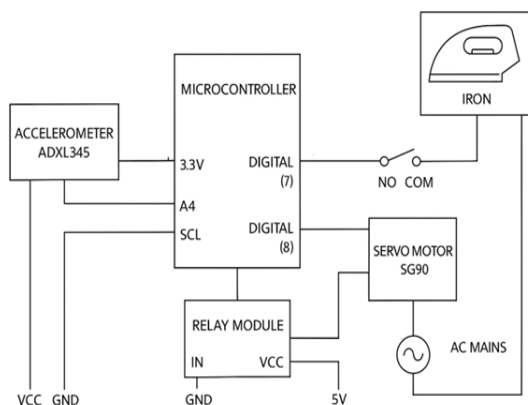 MICROCONTROLLER
IRON
ACCELEROMETER
ADXL345
3.3V
DIGITAL
(7)
NO COM
A4
SCL
DIGITAL
(8)
SERVO MOTOR
SG90
RELAY MODULE
IN
VCC
AC MAINS
VCC
GND
GND
5V